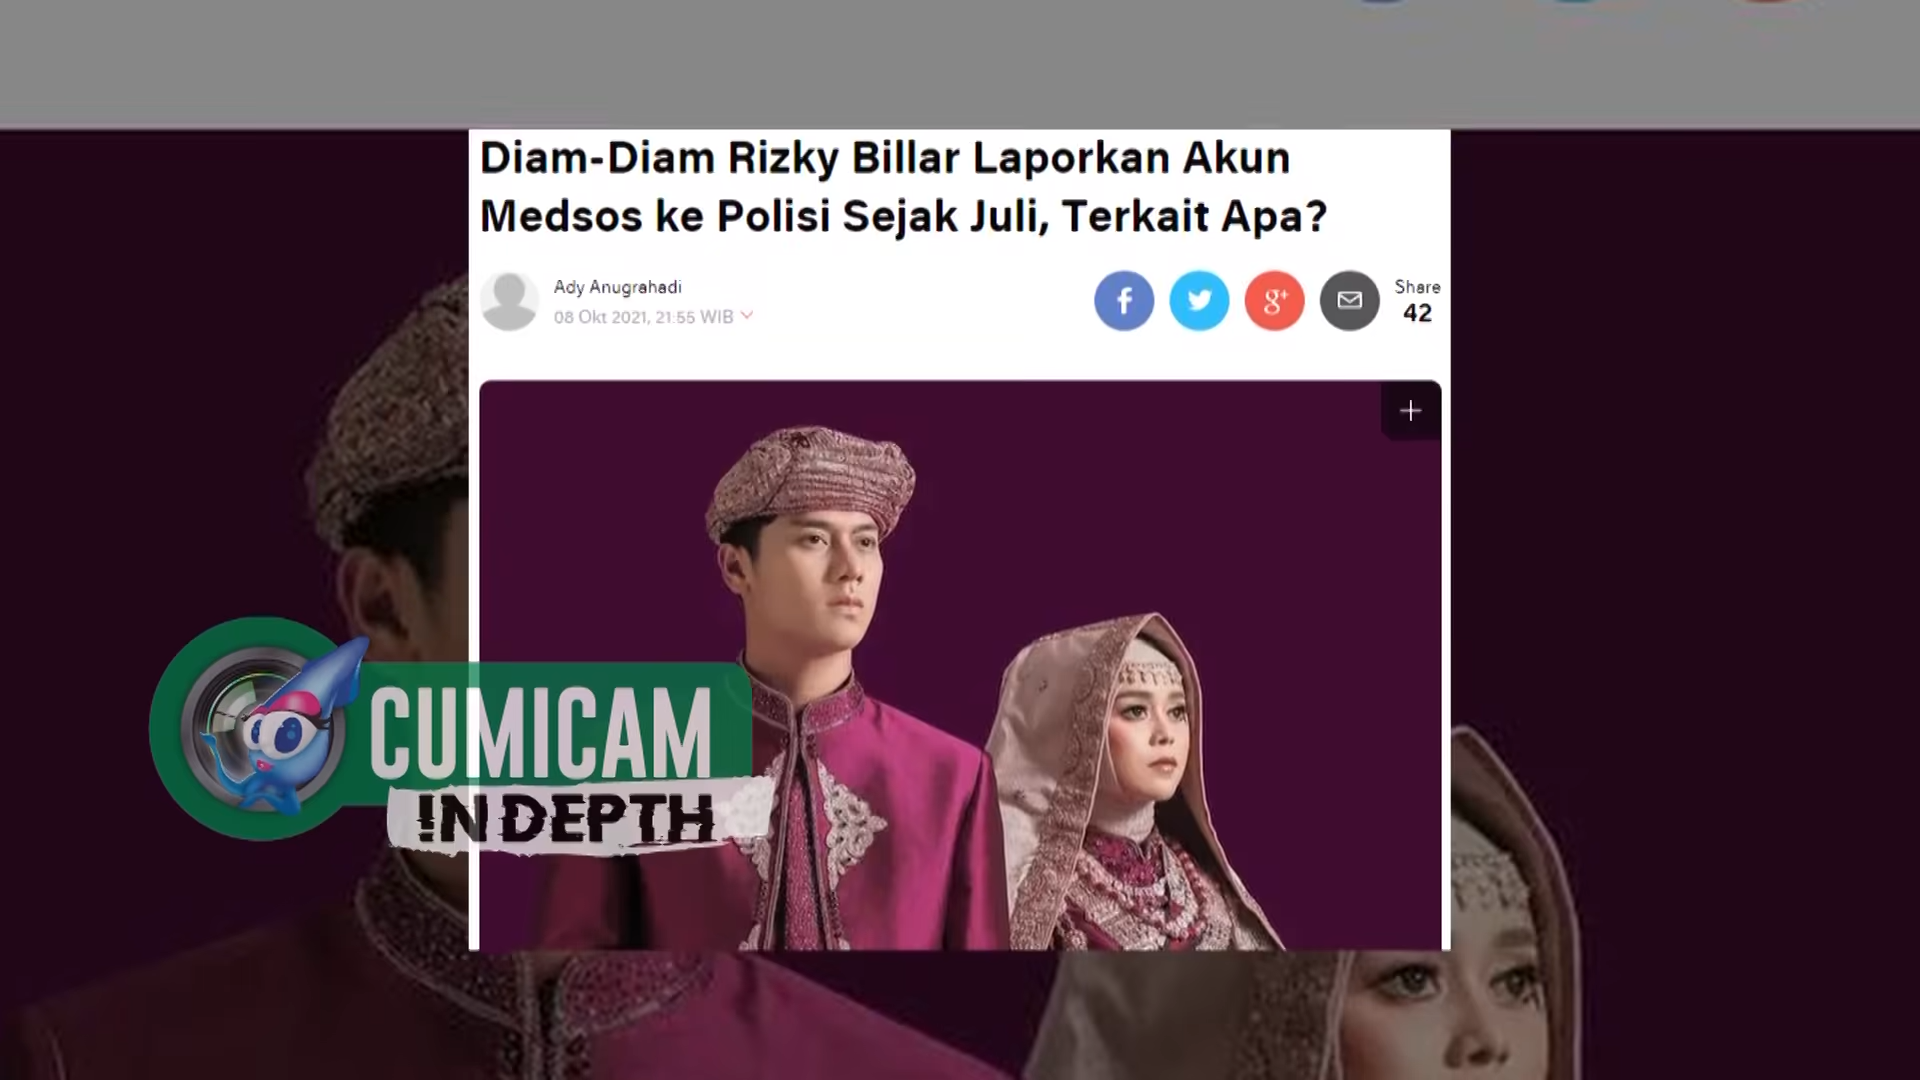 Diam-Diam Rizky Billar Laporkan Akun
Medsos ke Polisi Sejak Juli, Terkait Apa?
Ady Anugrahadi
08 Okt 2021, 21:55 WIB
Share
42
CUMICAM
!N DEPTH